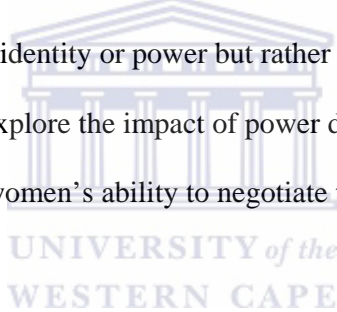 identity or power but rather
xplore the impact of power d
women's ability to negotiate
UNIVERSITY of the
WESTERN CAPE